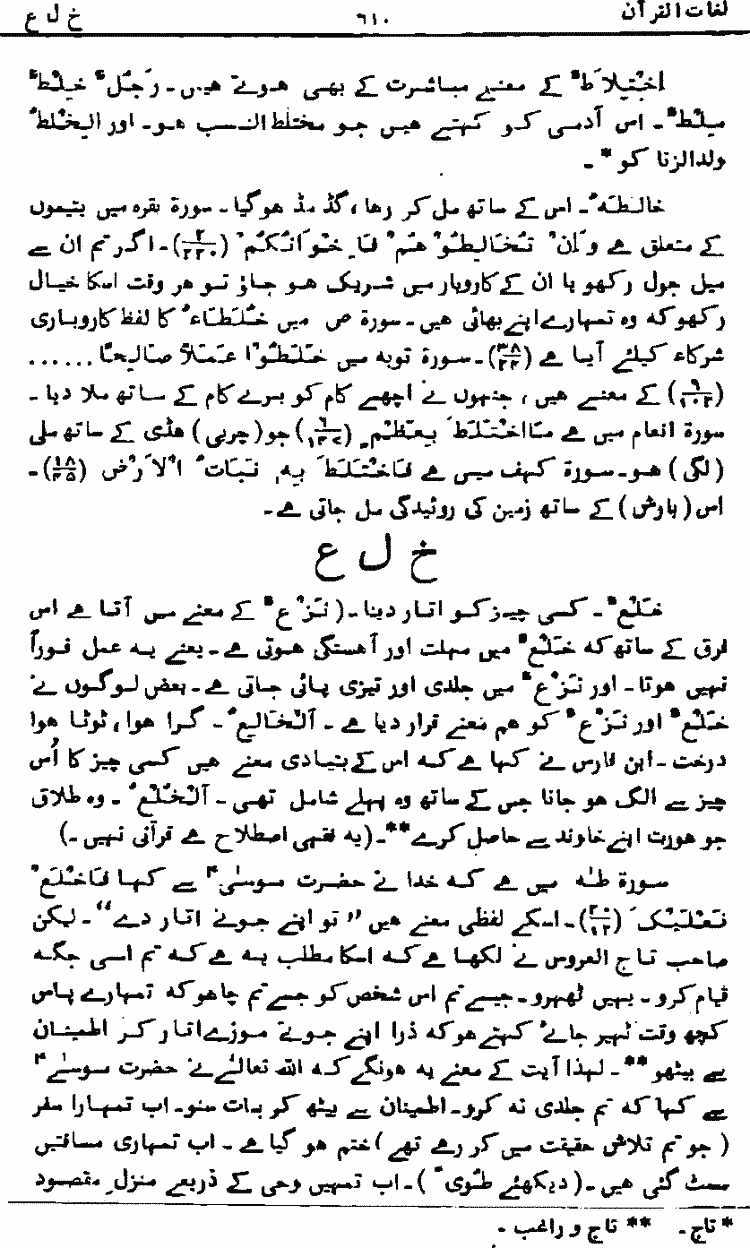 لغات القرآن ٦١٠ خ ل ع
اِخْتِلَاطٌ کے معنے مباشرت کے بھی ہوتے ہیں۔ رَجُلٌ خِلْطٌ
مِلْطٌ۔ اس آدمی کو کہتے ہیں جو مختلط النسب ہو۔ اور اَلْخِلْطُ
ولدالزنا کو *۔
خَالَطَہُ۔ اس کے ساتھ مل کر رھا، گڈ مڈ ہوگیا۔ سورۃ بقرہ میں یتیموں
کے متعلق ہے وَ اِنْ تُخَالِطُوْ ھُمْ فَا۔ِخْوَانُکُمْ (۲/۲۲۰)۔ اگر تم ان سے
میل جول رکھو یا ان کے کاروبار میں شریک ہو جاؤ تو ہر وقت اسکا خیال
رکھو کہ وہ تمہارے اپنے بھائی ہیں۔ سورۃ ص میں خُلَطَاءُ کا لفظ کاروباری
شرکاء کیلئے آیا ہے (۳۸/۲۴)۔ سورۃ توبہ میں خَلَطُوْا عَمَلاً صَالِحًا ......
(۹/۱۰۲) کے معنے ہیں، جنہوں نے اچھے کام کو برے کام کے ساتھ ملا دیا۔
سورۃ انعام میں ہے مَااخْتَلَطَ بِعَظْمٍ (۶/۱۴۷) جو (چربی) ہڈی کے ساتھ ملی
(لگی) ہو۔ سورۃ کہف میں ہے فَاخْتَلَطَ بِہٖ نَبَاتُ الْاَرْضِ (۱۸/۴۵)۔
اس (بارش) کے ساتھ زمین کی روئیدگی مل جاتی ہے۔
خ ل ع
خَلْعٌ۔ کسی چیز کو اتار دینا۔ (نَزْعٌ کے معنے میں آتا ہے اس
فرق کے ساتھ کہ خَلْعٌ میں مہلت اور آھستگی ہوتی ہے۔ یعنے یہ عمل فوراً
نہیں ہوتا۔ اور نَزْعٌ میں جلدی اور تیزی پائی جاتی ہے۔ بعض لوگوں نے
خَلْعٌ اور نَزْعٌ کو ہم معنے قرار دیا ہے۔ اَلْخَالِعُ۔ گرا ہوا، ٹوٹا ہوا
درخت۔ ابن فارس نے کہا ہے کہ اس کے بنیادی معنے ہیں کسی چیز کا اُس
چیز سے الگ ہو جانا جس کے ساتھ وہ پہلے شامل تھی۔ اَلْخُلْعُ۔ وہ طلاق
جو عورت اپنے خاوند سے حاصل کرے**۔ (یہ فقہی اصطلاح ہے قرآنی نہیں۔)
سورۃ طٰہٰ میں ہے کہ خدا نے حضرت موسیٰؑ سے کہا فَاخْلَعْ
نَعْلَیْکَ (۲۰/۱۲)۔ اسکے لفظی معنے ہیں ''تو اپنے جوتے اتار دے''۔ لیکن
صاحب تاج العروس نے لکھا ہے کہ اسکا مطلب یہ ہے کہ تم اسی جگہ
قیام کرو۔ یہیں ٹھہرو۔ جیسے تم اس شخص کو جسے تم چاہو کہ تمہارے پاس
کچھ وقت ٹہیر جائے کہتے ہو کہ ذرا اپنے جوتے موزے اتار کر اطمینان
سے بیٹھو**۔ لہذا آیت کے معنے یہ ہونگے کہ اللہ تعالیٰ نے حضرت موسیٰؑ
سے کہا کہ تم جلدی نہ کرو۔ اطمینان سے بیٹھ کر بات سنو۔ اب تمہارا سفر
(جو تم تلاش حقیقت میں کر رہے تھے) ختم ہو گیا ہے۔ اب تمہاری مسافتیں
سمٹ گئی ہیں۔ (دیکھئے طُوًی)۔ اب تمہیں وحی کے ذریعے منزلِ مقصود
*تاج۔ **تاج و راغب۔